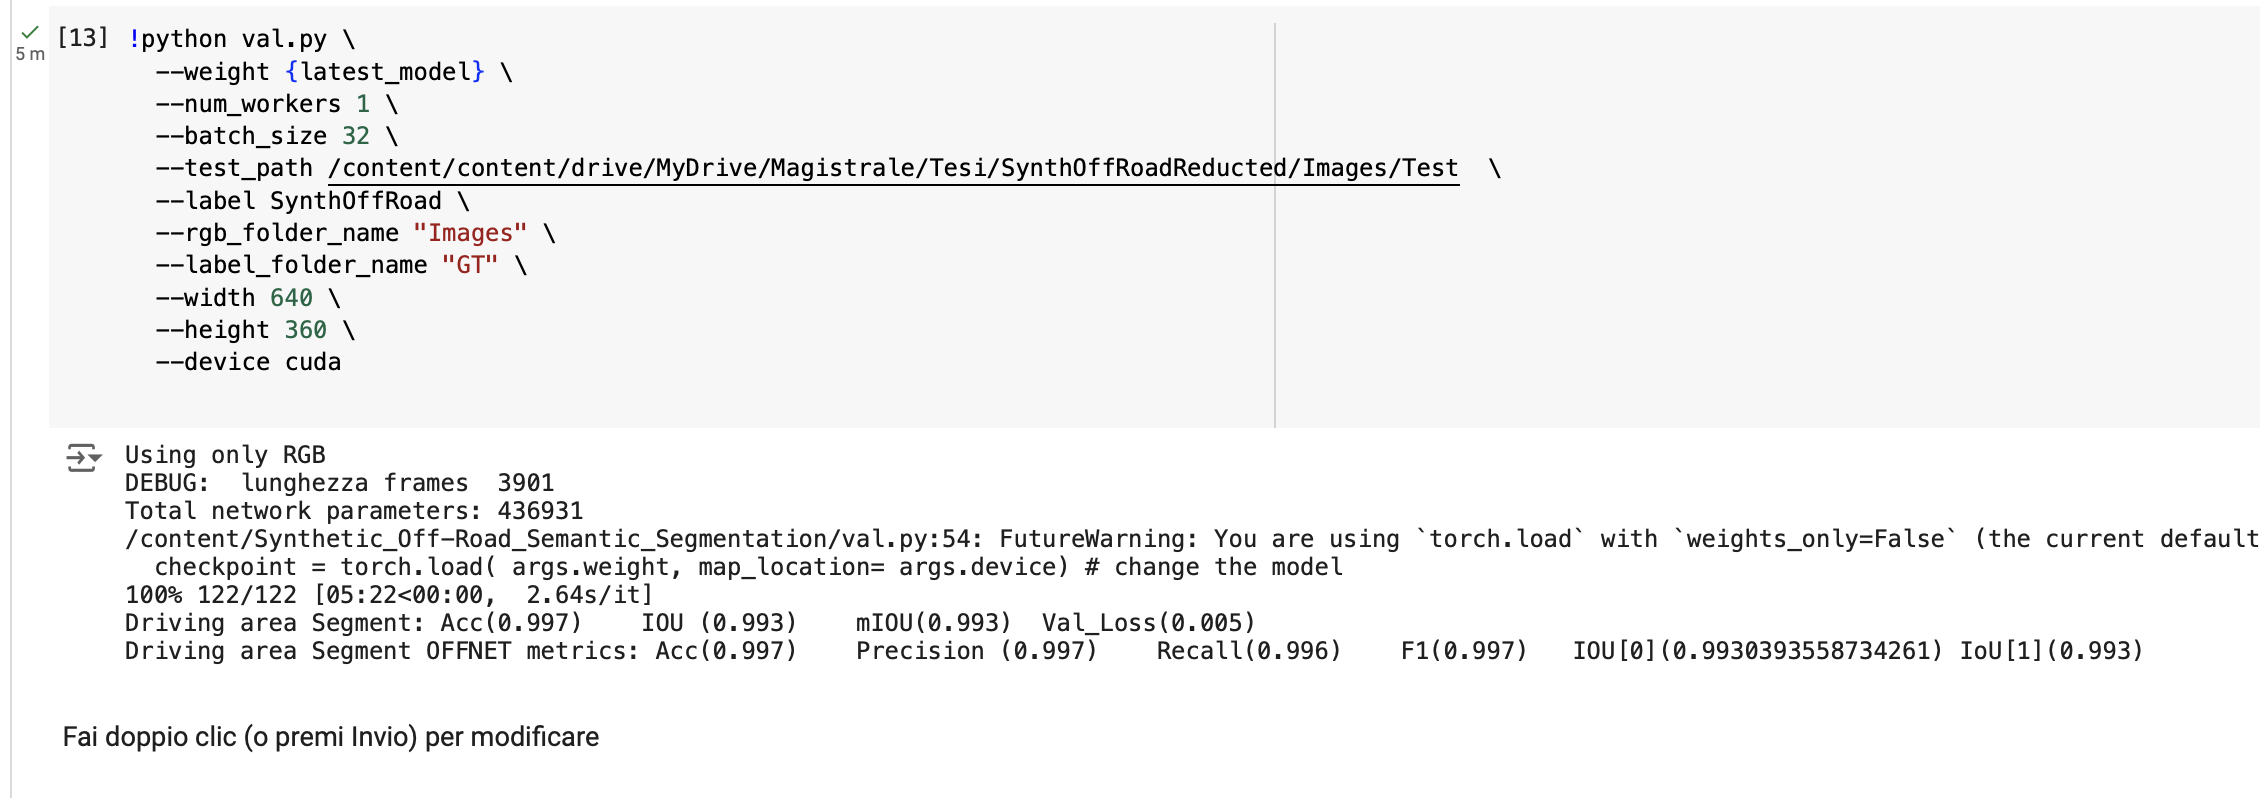 [13] !python val.py \
5 m
--weight {latest_model} \
--num_workers 1 \
--batch_size 32 \
--test_path /content/content/drive/MyDrive/Magistrale/Tesi/SynthOffRoadReducted/Images/Test  \
--label SynthOffRoad \
--rgb_folder_name "Images" \
--label_folder_name "GT" \
--width 640 \
--height 360 \
--device cuda
Using only RGB
DEBUG:  lunghezza frames  3901
Total network parameters: 436931
/content/Synthetic_Off-Road_Semantic_Segmentation/val.py:54: FutureWarning: You are using `torch.load` with `weights_only=False` (the current default
checkpoint = torch.load( args.weight, map_location= args.device) # change the model
100% 122/122 [05:22<00:00,  2.64s/it]
Driving area Segment: Acc(0.997)    IOU (0.993)    mIOU(0.993)  Val_Loss(0.005)
Driving area Segment OFFNET metrics: Acc(0.997)    Precision (0.997)    Recall(0.996)    F1(0.997)   IOU[0](0.9930393558734261) IoU[1](0.993)
Fai doppio clic (o premi Invio) per modificare